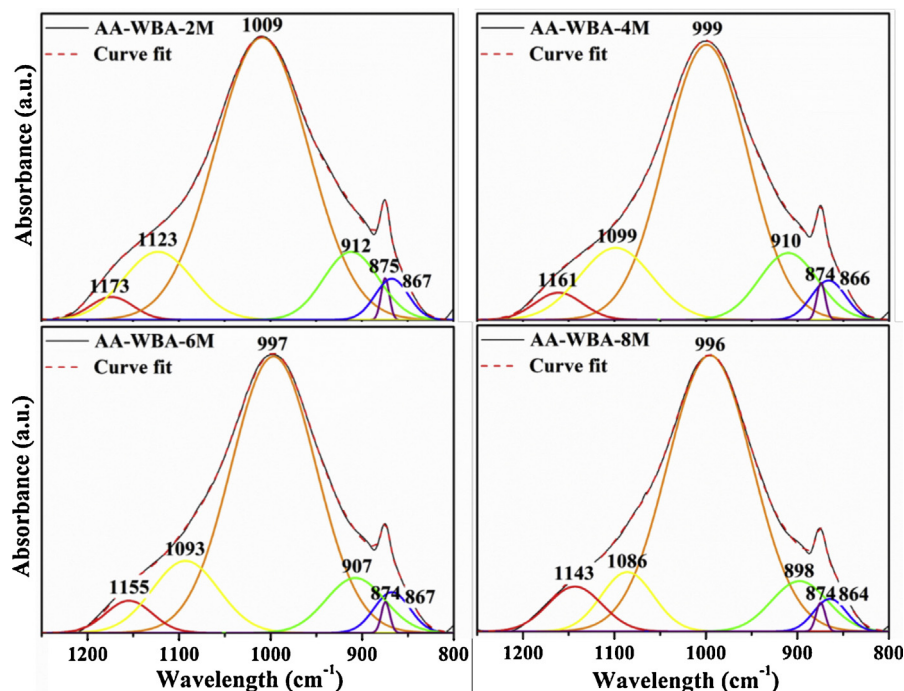 AA-WBA-2M
Curve fit
1009
1123
1173
912
875
867
Absorbance (a.u.)
AA-WBA-4M
Curve fit
999
1099
1161
910
874
866
AA-WBA-6M
Curve fit
997
1093
1155
907
874
867
Absorbance (a.u.)
1200 1100 1000 900 800
Wavelength (cm⁻¹)
AA-WBA-8M
Curve fit
996
1143
1086
898
874
864
1200 1100 1000 900 800
Wavelength (cm⁻¹)